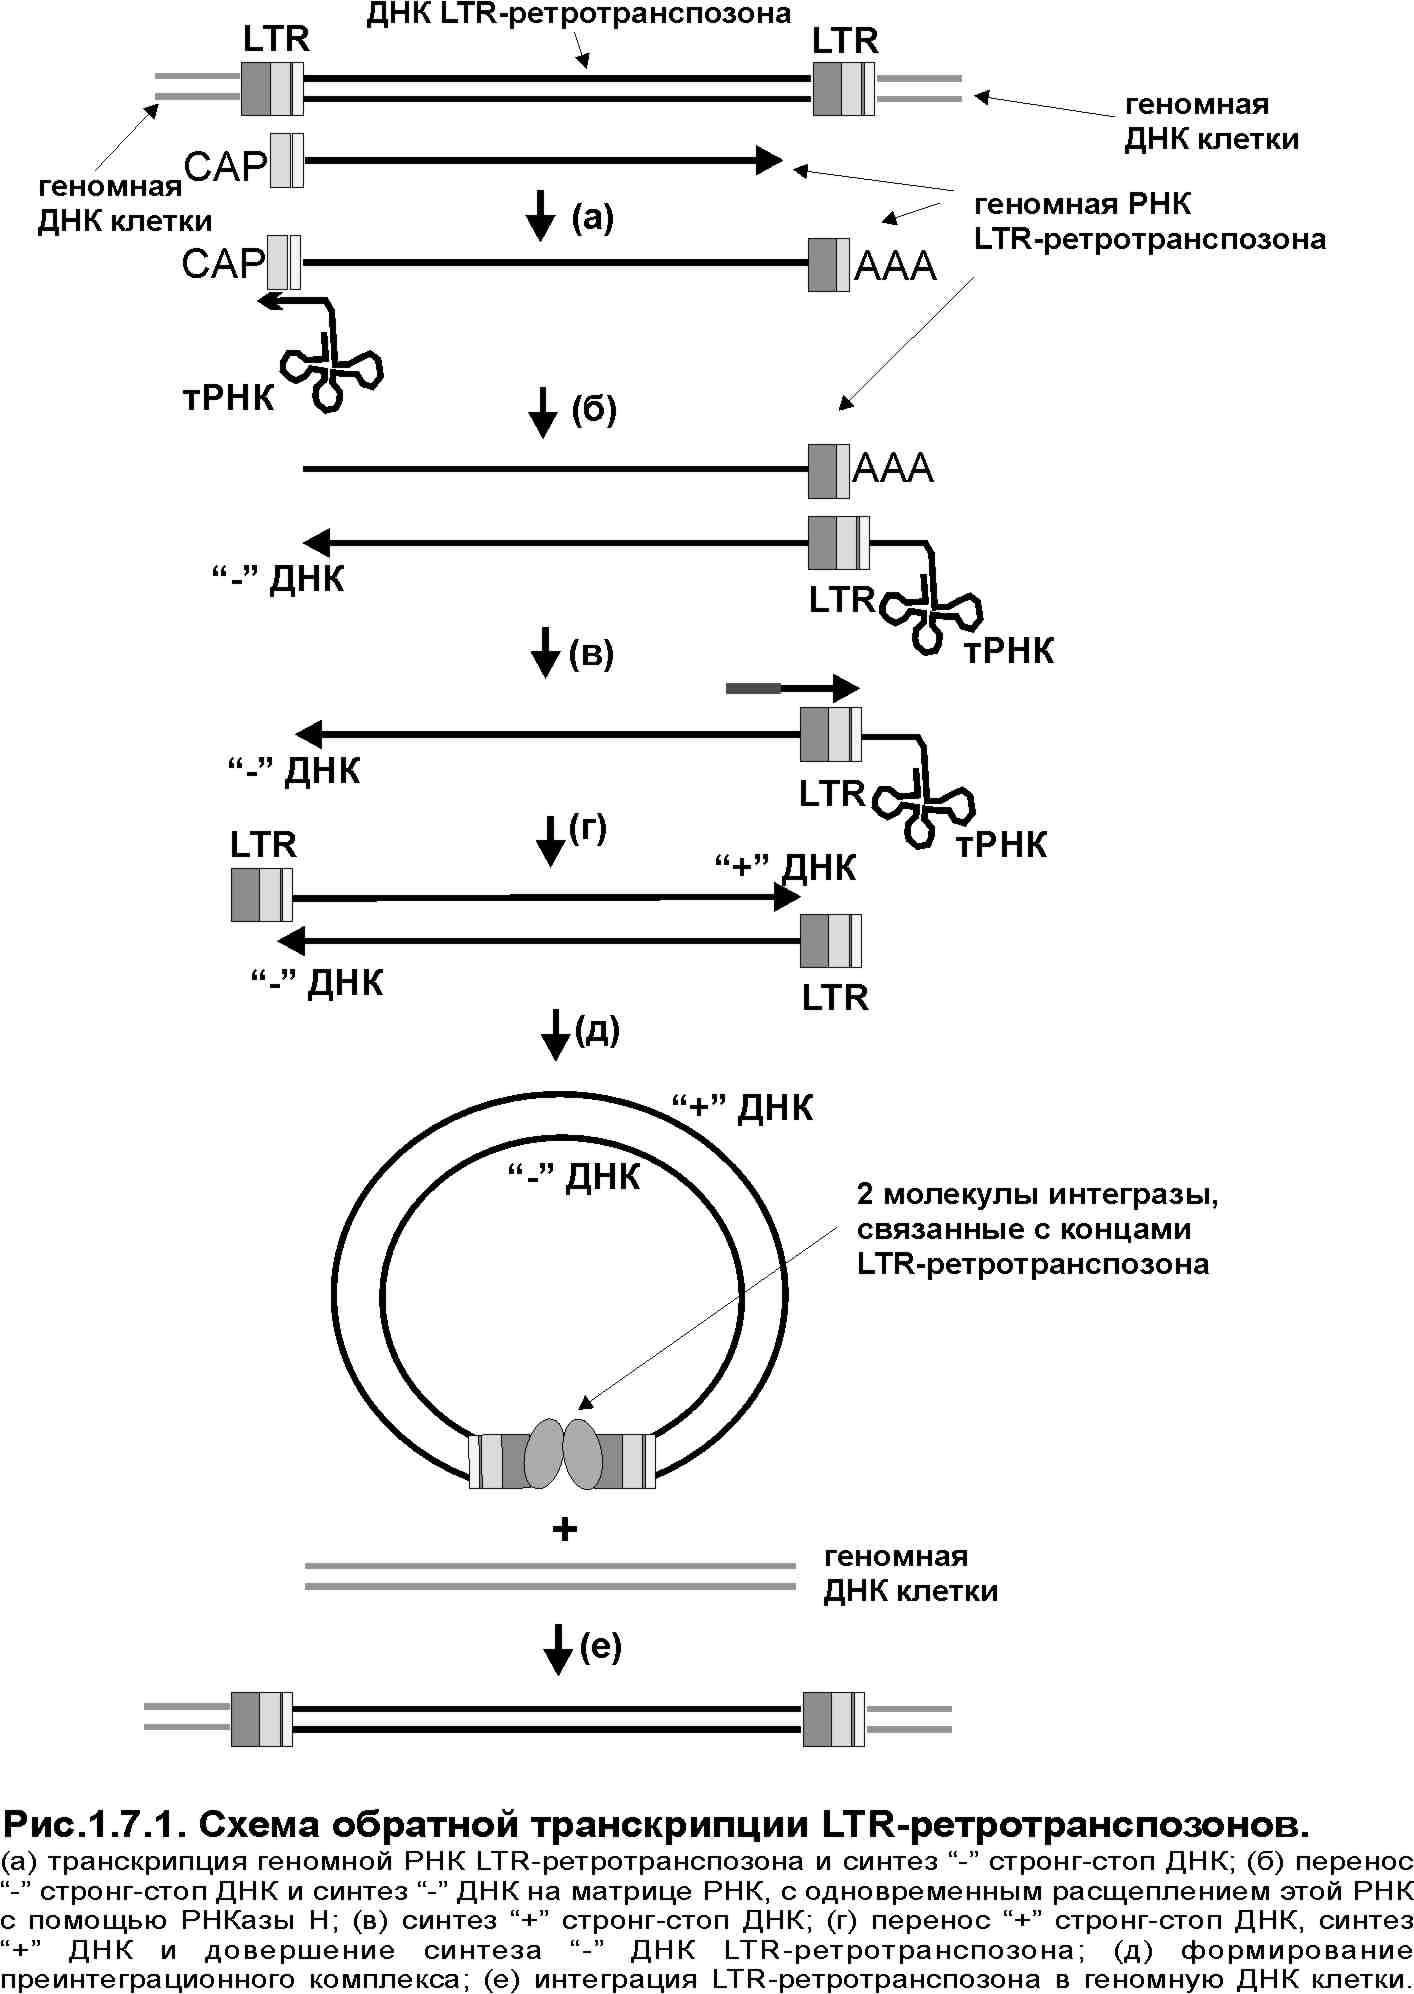 ДНК LTR-ретротранспозона
LTR
LTR
геномная
ДНК клетки
CAP
геномная
ДНК клетки
(а)
геномная РНК
LTR-ретротранспозона
CAP
AAA
тРНК
(б)
AAA
“-” ДНК
LTR
тРНК
(в)
“-” ДНК
LTR
тРНК
(г)
LTR
“+” ДНК
“-” ДНК
LTR
(д)
“+” ДНК
“-” ДНК
2 молекулы интегразы,
связанные с концами
LTR-ретротранспозона
+
геномная
ДНК клетки
(е)
Рис.1.7.1. Схема обратной транскрипции LTR-ретротранспозонов.
(а) транскрипция геномной РНК LTR-ретротранспозона и синтез “-” стронг-стоп ДНК; (б) перенос
“-” стронг-стоп ДНК и синтез “-” ДНК на матрице РНК, с одновременным расщеплением этой РНК
с помощью РНКазы Н; (в) синтез “+” стронг-стоп ДНК; (г) перенос “+” стронг-стоп ДНК, синтез
“+” ДНК и довершение синтеза “-” ДНК LTR-ретротранспозона; (д) формирование
преинтеграционного комплекса; (е) интеграция LTR-ретротранспозона в геномную ДНК клетки.